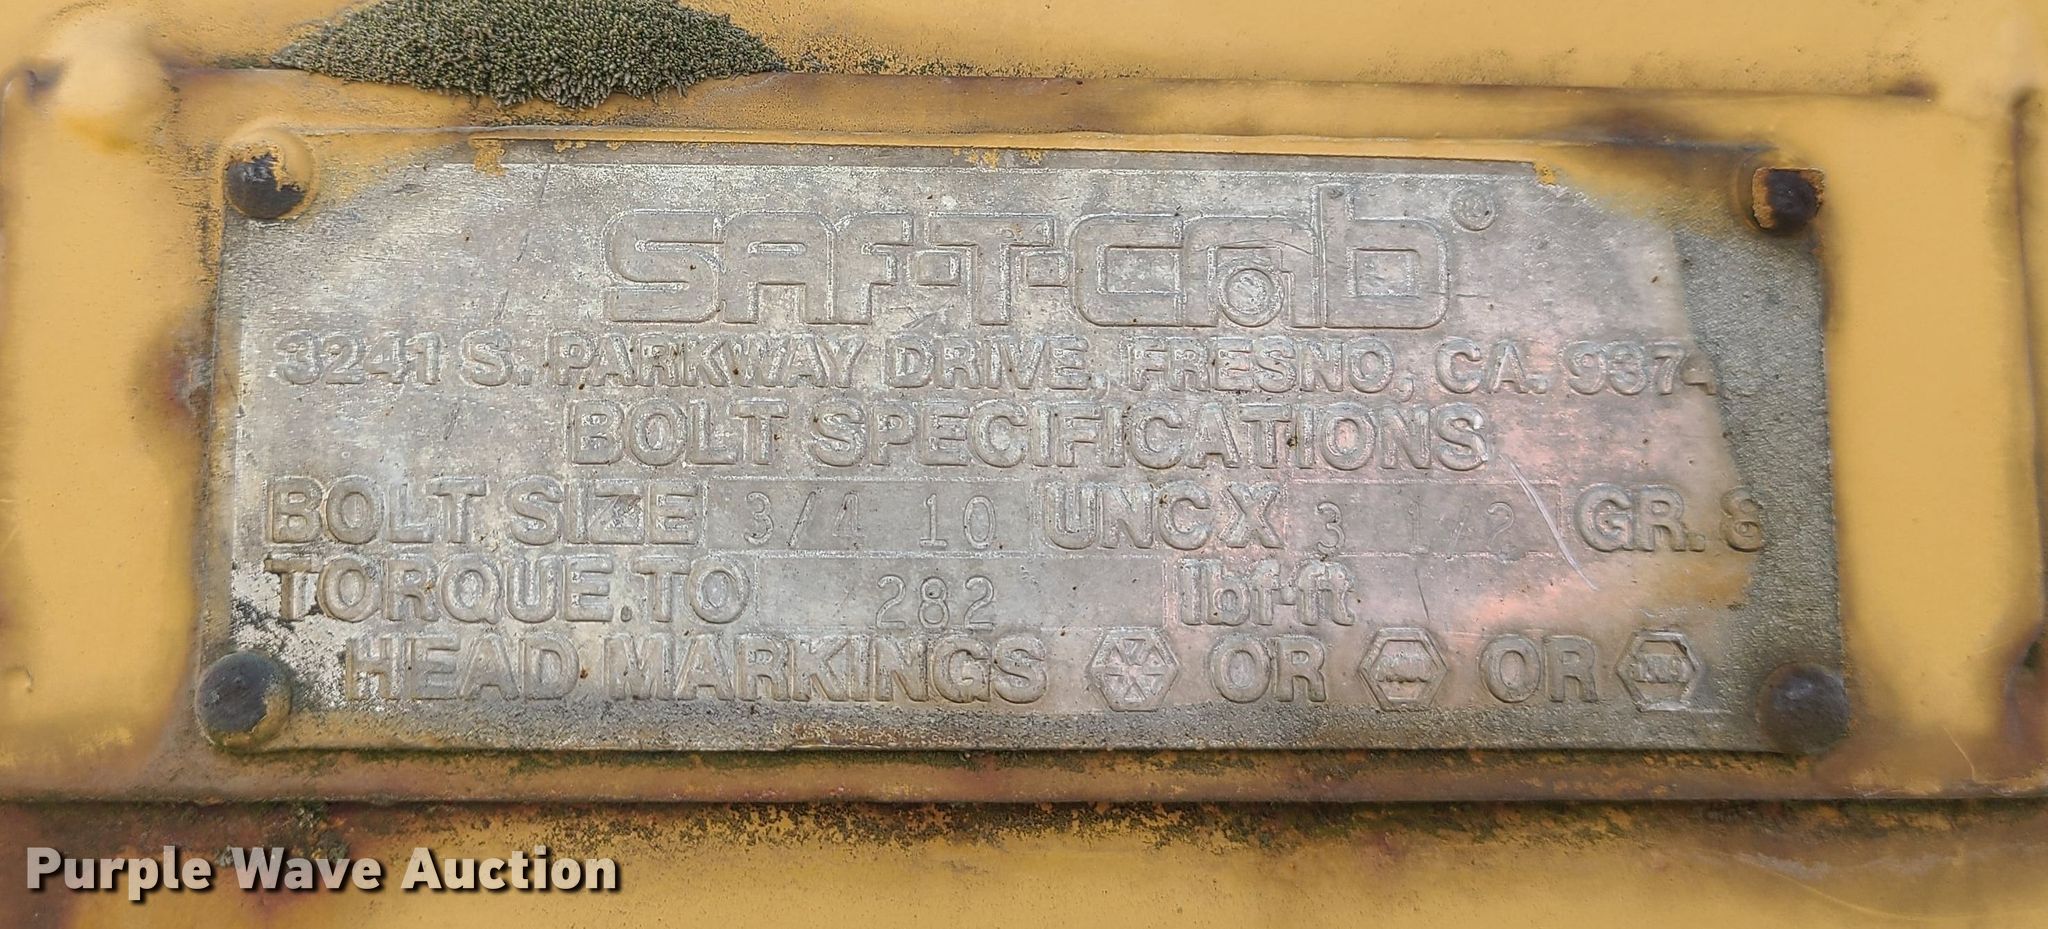 SAF-T-Cab®
3241 S. PARKWAY DRIVE, FRESNO, CA.
BOLT SPECIFICATIONS
BOLT SIZE 3/4 10 UNC X 3 1/2 GR. 8
TORQUE.TO 282 lbf-ft
HEAD MARKINGS OR OR
Purple Wave Auction